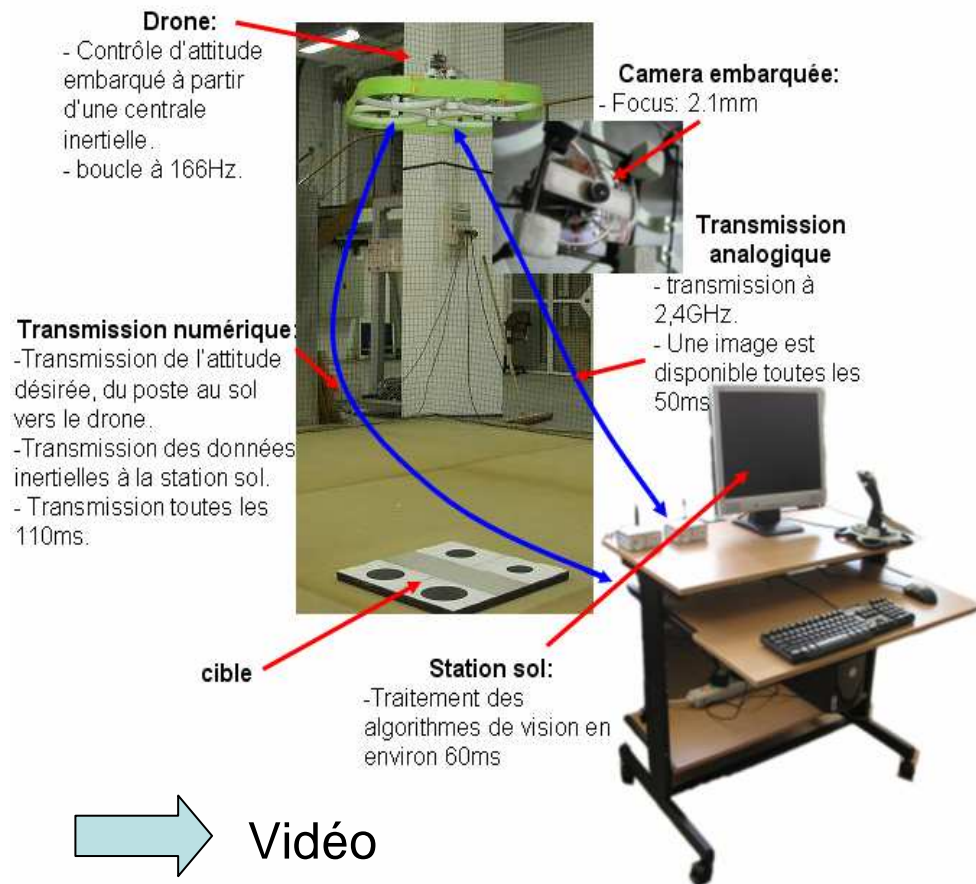 Drone:
- Contrôle d'attitude
embarqué à partir
d'une centrale
inertielle.
- boucle à 166Hz.
Camera embarquée:
- Focus: 2.1mm
Transmission
analogique
- transmission à
2,4GHz.
- Une image est
disponible toutes les
50ms
Transmission numérique:
-Transmission de l'attitude
désirée, du poste au sol
vers le drone.
-Transmission des données
inertielles à la station sol.
- Transmission toutes les
110ms.
cible
Station sol:
-Traitement des
algorithmes de vision en
environ 60ms
Vidéo